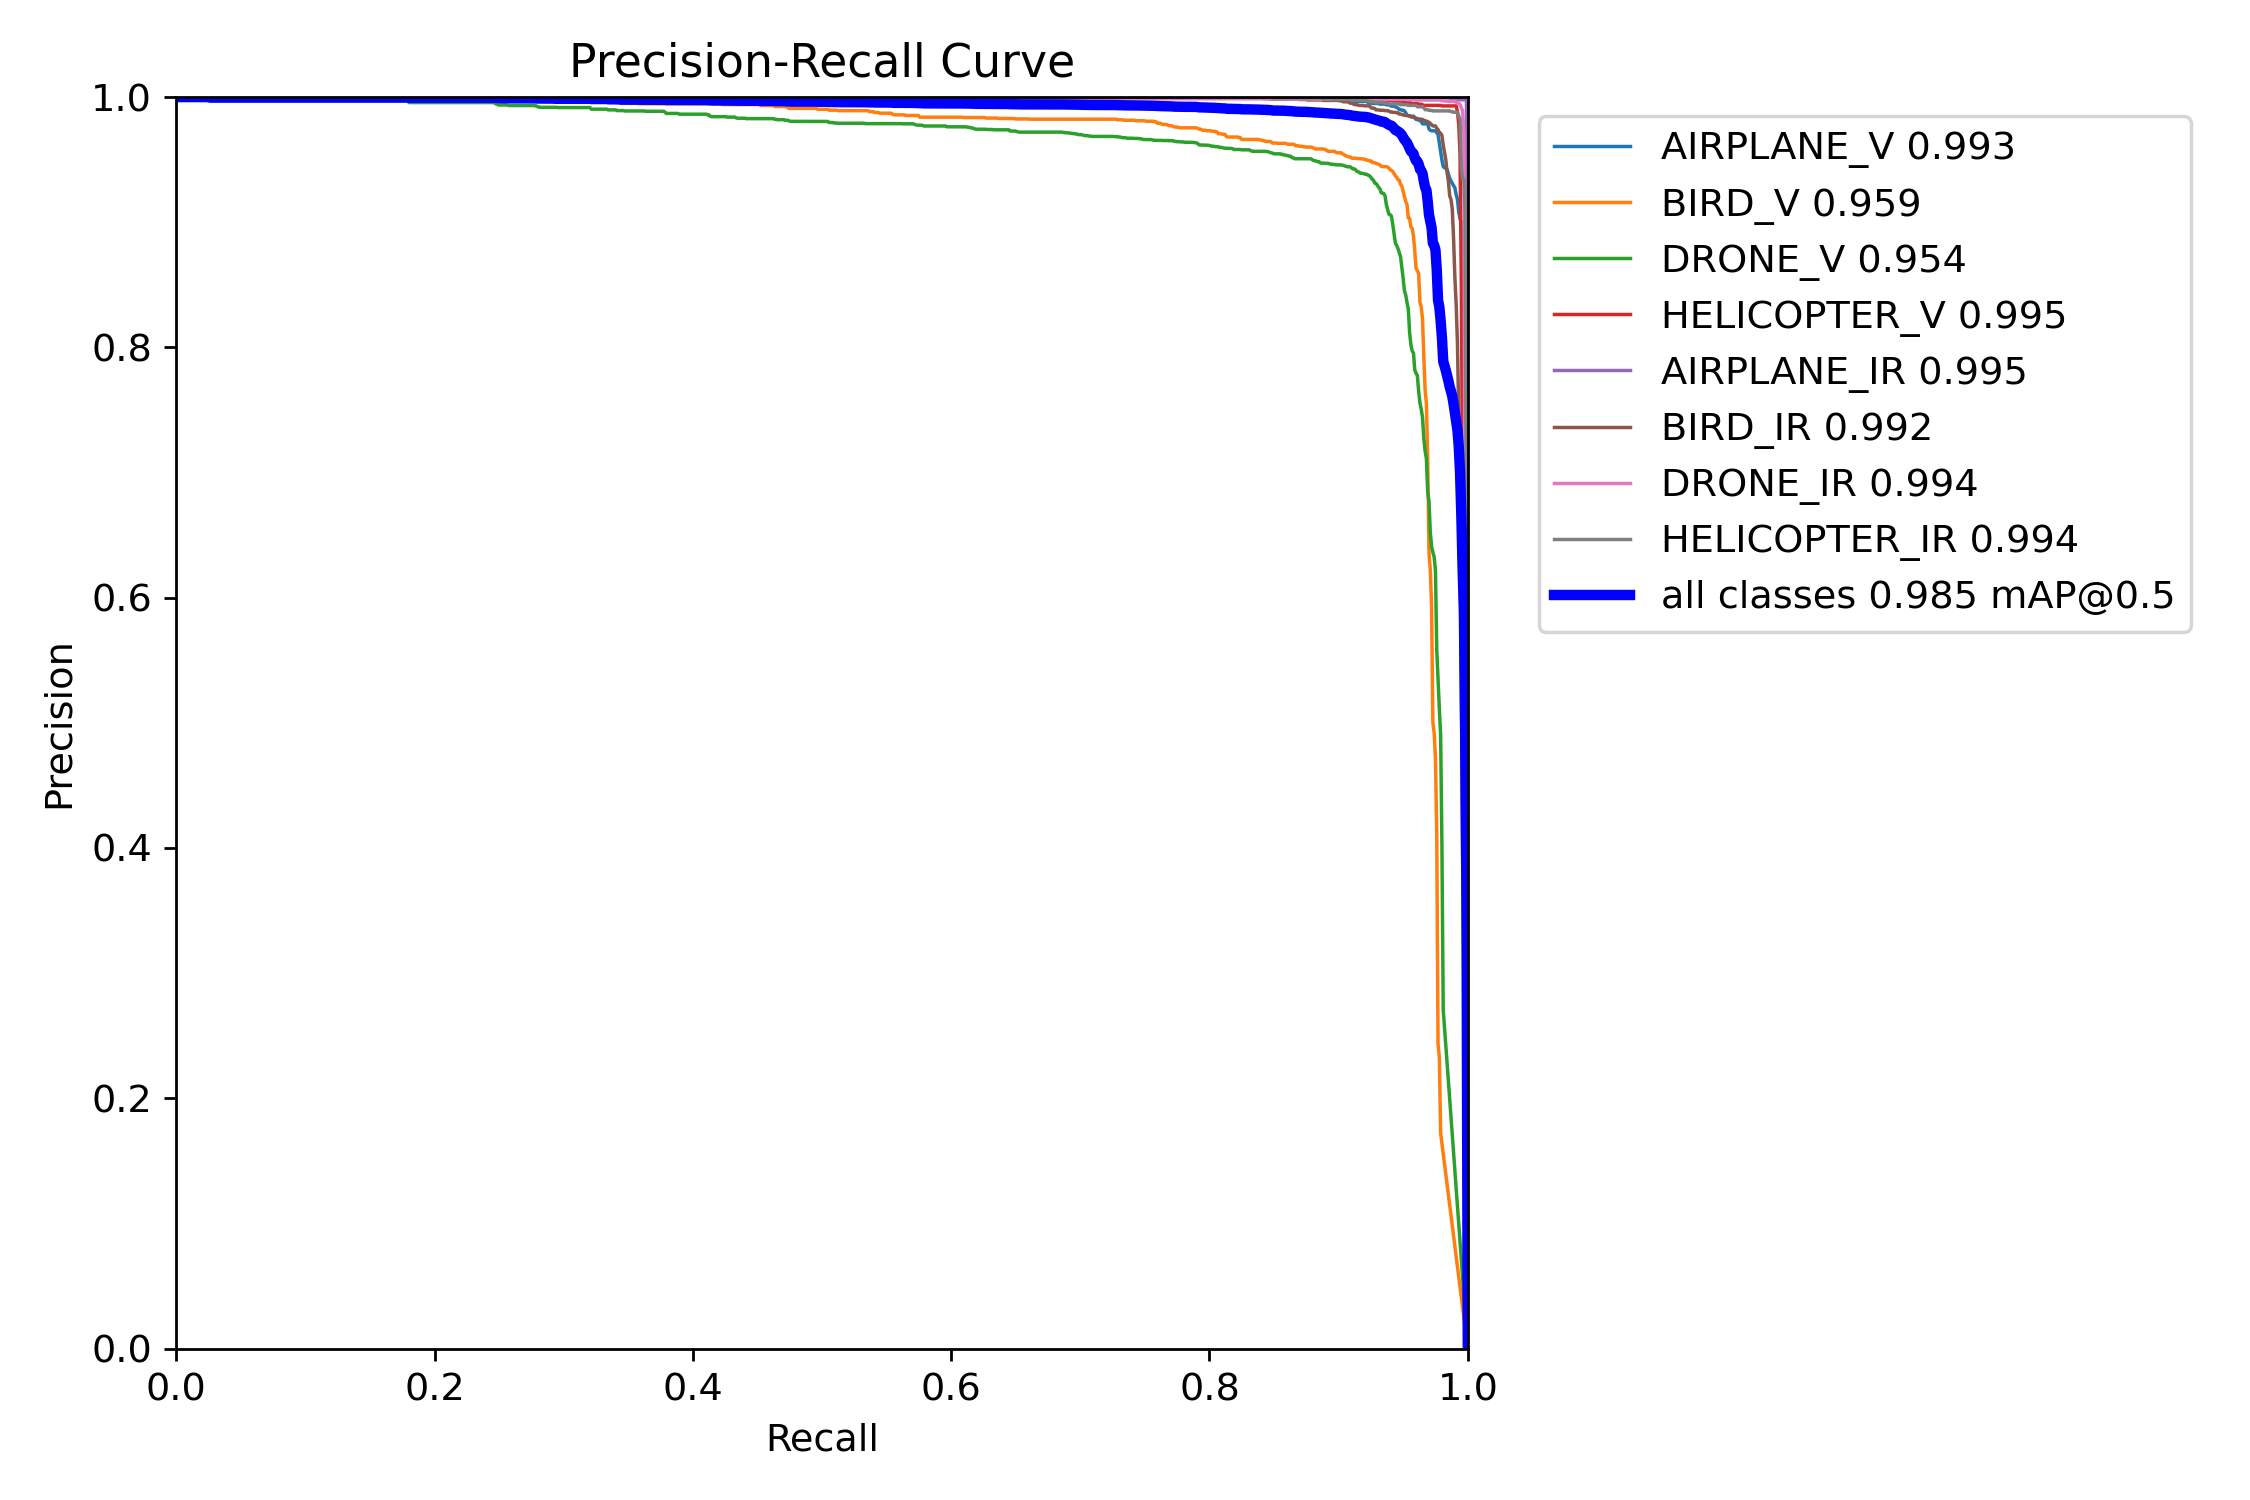 Precision-Recall Curve
1.0
0.8
0.6
0.4
0.2
0.0
Precision
0.0 0.2 0.4 0.6 0.8 1.0
Recall
AIRPLANE_V 0.993
BIRD_V 0.959
DRONE_V 0.954
HELICOPTER_V 0.995
AIRPLANE_IR 0.995
BIRD_IR 0.992
DRONE_IR 0.994
HELICOPTER_IR 0.994
all classes 0.985 mAP@0.5